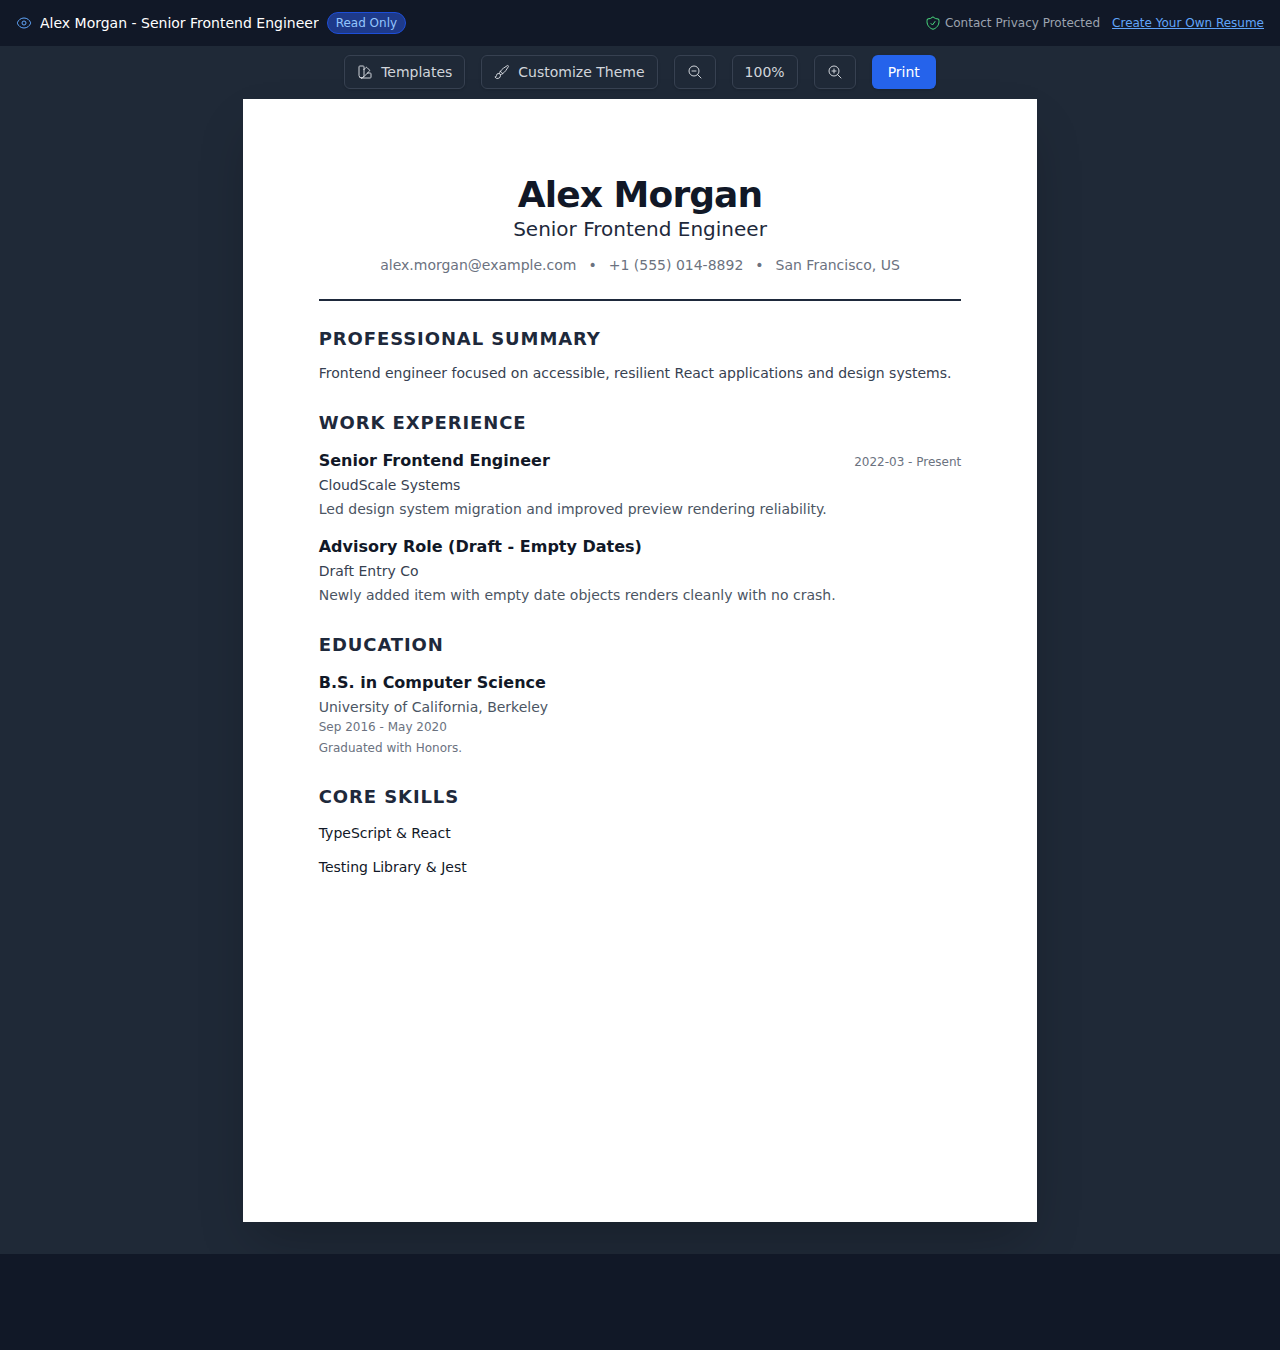 Alex Morgan - Senior Frontend Engineer Read Only Contact Privacy Protected Create Your Own Resume
Templates Customize Theme 100% Print
Alex Morgan
Senior Frontend Engineer
alex.morgan@example.com • +1 (555) 014-8892 • San Francisco, US
PROFESSIONAL SUMMARY
Frontend engineer focused on accessible, resilient React applications and design systems.
WORK EXPERIENCE
Senior Frontend Engineer 2022-03 - Present
CloudScale Systems
Led design system migration and improved preview rendering reliability.
Advisory Role (Draft - Empty Dates)
Draft Entry Co
Newly added item with empty date objects renders cleanly with no crash.
EDUCATION
B.S. in Computer Science
University of California, Berkeley
Sep 2016 - May 2020
Graduated with Honors.
CORE SKILLS
TypeScript & React
Testing Library & Jest